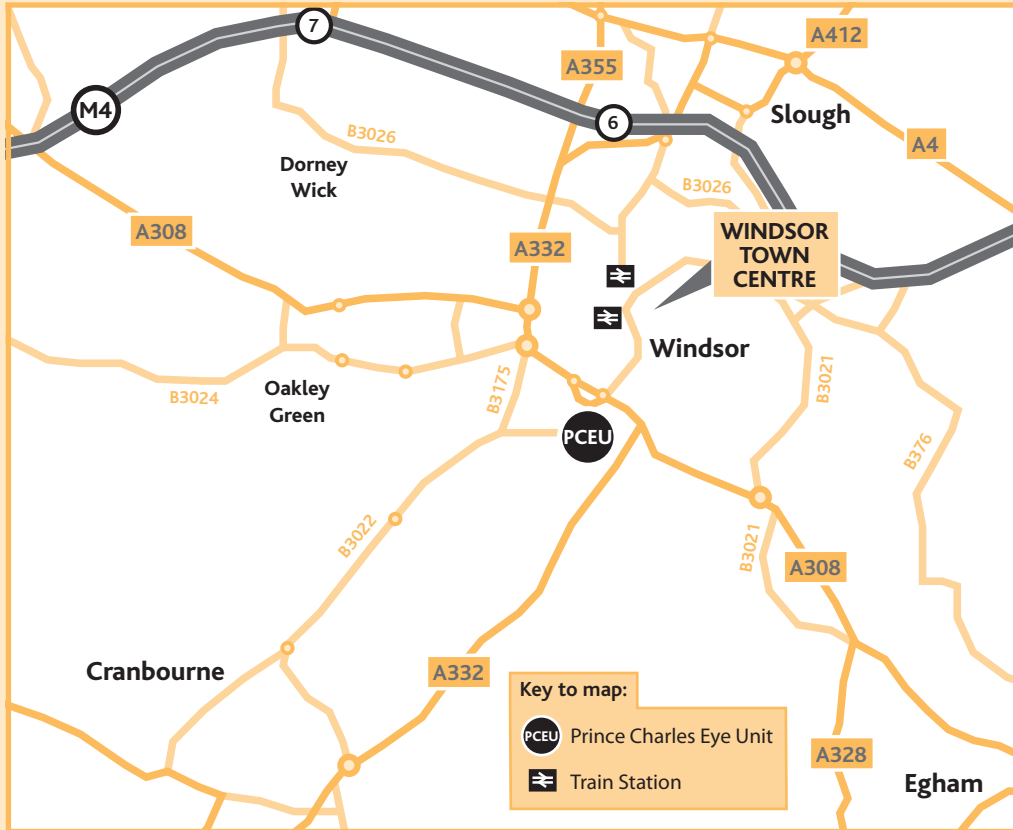 7
A412
A355
M4
6
Slough
B3026
A4
Dorney
Wick
B3026
A308
WINDSOR
TOWN
CENTRE
A332
Windsor
B3175
B3021
Oakley
Green
B3024
PCEU
B376
B3022
B3021
A308
Cranbourne
A332
Key to map:
PCEU Prince Charles Eye Unit
Train Station
A328
Egham